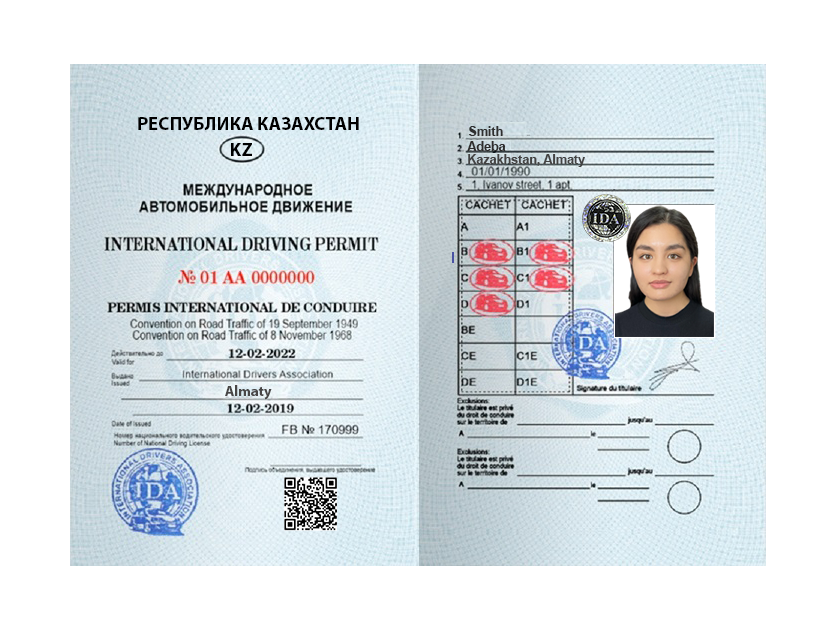 РЕСПУБЛИКА КАЗАХСТАН
KZ
МЕЖДУНАРОДНОЕ
АВТОМОБИЛЬНОЕ ДВИЖЕНИЕ
INTERNATIONAL DRIVING PERMIT
№ 01 AA 0000000
PERMIS INTERNATIONAL DE CONDUIRE
Convention on Road Traffic of 19 September 1949
Convention on Road Traffic of 8 November 1968
Действительно до
Valid for
12-02-2022
Выдано
Issued
International Drivers Association
Almaty
12-02-2019
Date of Issued
FB № 170999
Номер национального водительского удостоверения
Number of National Driving License
Подпись объединения, выдавшего удостоверение
INTERNATIONAL DRIVERS ASSOCIATION
IDA
1. Smith
2. Adeba
3. Kazakhstan, Almaty
4. 01/01/1990
5. 1, Ivanov street, 1 apt.
CACHET CACHET
A A1
B B1
C C1
D D1
BE
CE C1E
DE D1E
IDA
IDA
Signature du titulaire
Exclusions:
Le titulaire est privé
du droit de conduire
sur le territoire de jusqu'au
A le
Exclusions:
Le titulaire est privé
du droit de conduire
sur le territoire de jusqu'au
A le